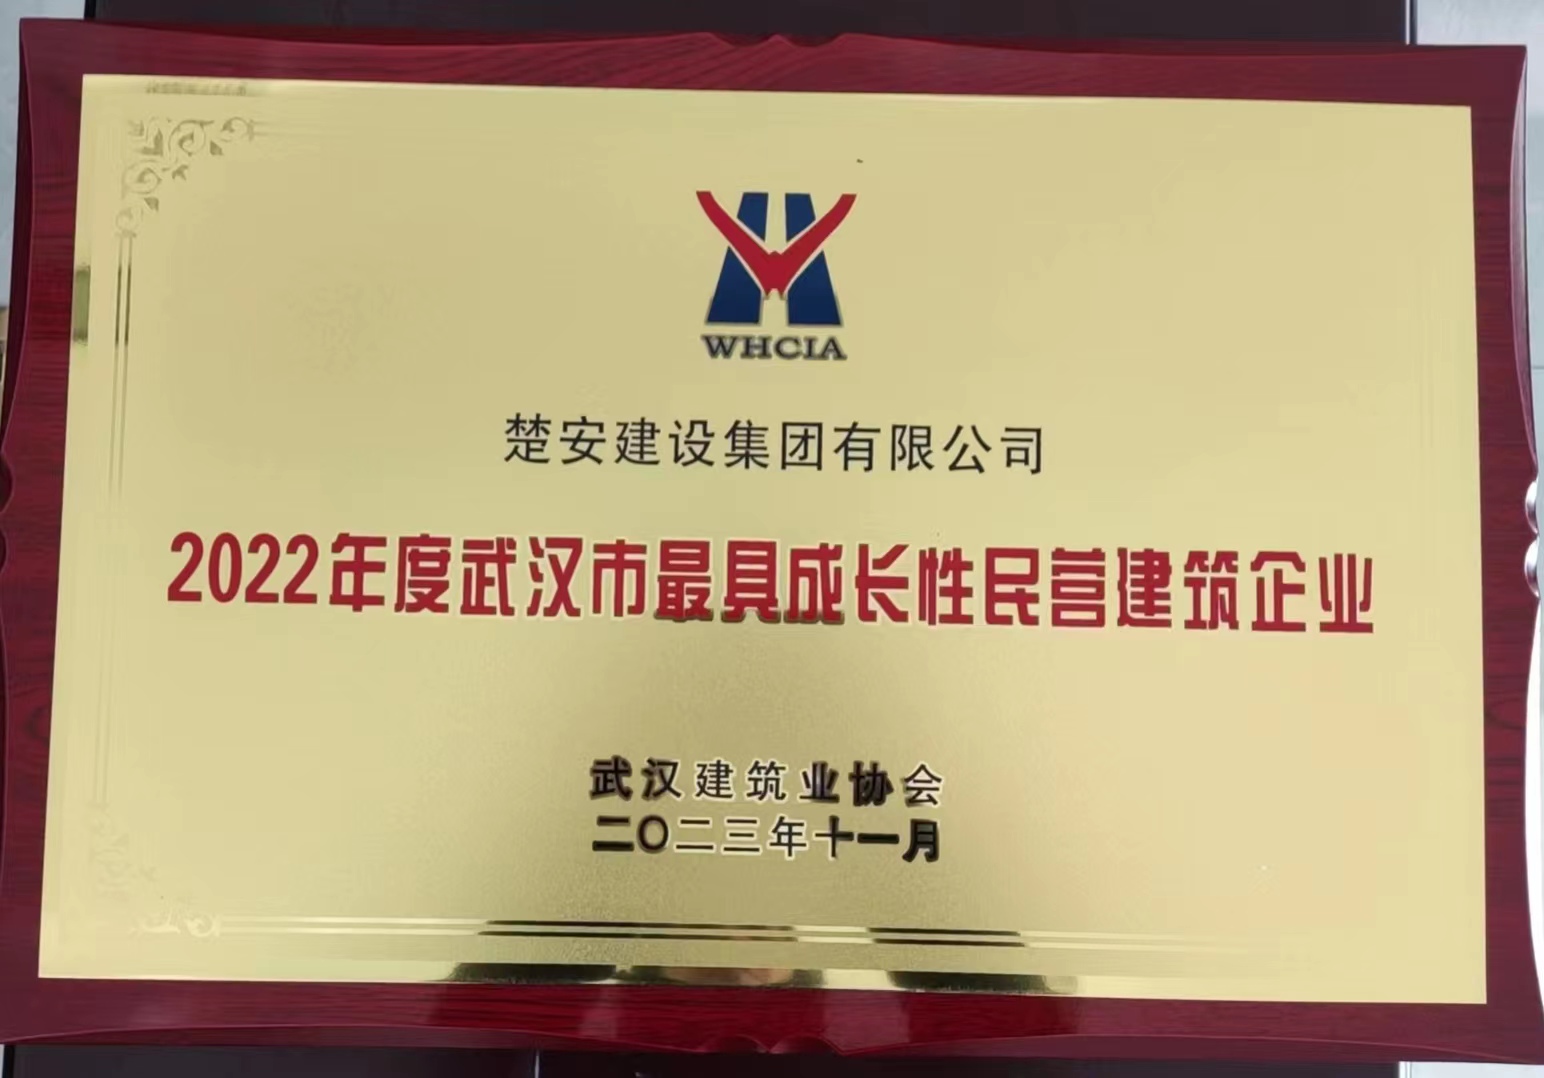 WHCIA
楚安建设集团有限公司
2022年度武汉市最具成长性民营建筑企业
武汉建筑业协会
二〇二三年十一月